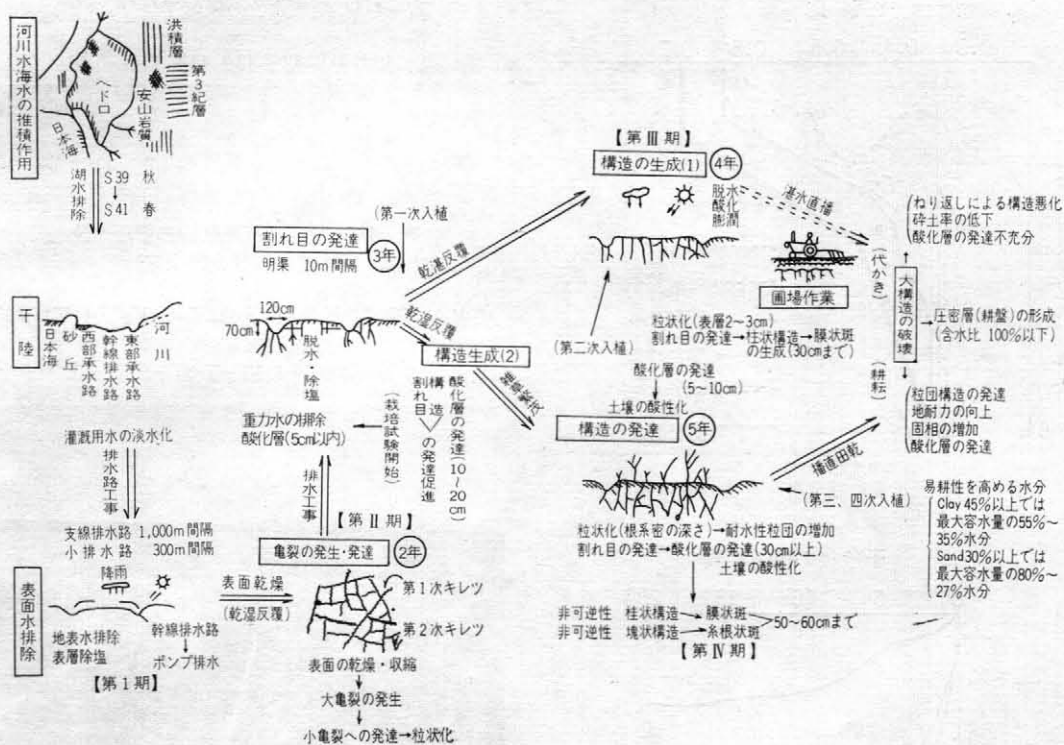 河川水海水の推積作用
洪積層
第3紀層
安山岩質
ヘドロ
日本海
湖水排除
S39 秋
S41 春
干陸
日本海
砂丘
西部承水路
幹線排水路
東部承水路
河川
灌漑用水の淡水化
排水路工事
支線排水路 1,000m間隔
小排水路 300m間隔
表面水排除
降雨
地表水排除
表層除塩
幹線排水路
ポンプ排水
【第1期】
表面乾燥
(乾湿反覆)
【第II期】
亀裂の発生・発達
2年
第1次キレツ
第2次キレツ
表面の乾燥・収縮
大亀裂の発生
小亀裂への発達→粒状化
排水工事
重力水の排除
酸化層(5cm以内)
脱水・除塩
120cm
70cm
割れ目の発達
3年
明渠 10m間隔
(第一次入植)
乾湿反覆
乾湿反覆
構造生成(2)
酸化層の発達(10〜20cm)
構造
割れ目
の発達促進
(栽培試験開始)
雑草繁茂
【第III期】
構造の生成(1)
4年
脱水
酸化
膨潤
湛水直播
圃場作業
(第二次入植)
粒状化(表層2〜3cm)
割れ目の発達→柱状構造→膜状斑
の生成(30cmまで)
酸化層の発達
(5〜10cm)
土壌の酸性化
構造の発達
5年
(第三、四次入植)
粒状化(根系密の深さ)→耐水性粒団の増加
割れ目の発達→酸化層の発達(30cm以上)
土壌の酸性化
非可逆性 柱状構造→膜状斑
非可逆性 塊状構造→糸根状斑
50〜60cmまで
【第IV期】
播直田乾
ねり返しによる構造悪化
砕土率の低下
酸化層の発達不充分
(代かき)
大構造の破壊
(耕耘)
圧密層(耕盤)の形成
(含水比 100%以下)
粒団構造の発達
地耐力の向上
固相の増加
酸化層の発達
易耕性を高める水分
Clay 45%以上では
最大容水量の55%〜
35%水分
Sand30%以上では
最大容水量の80%〜
27%水分